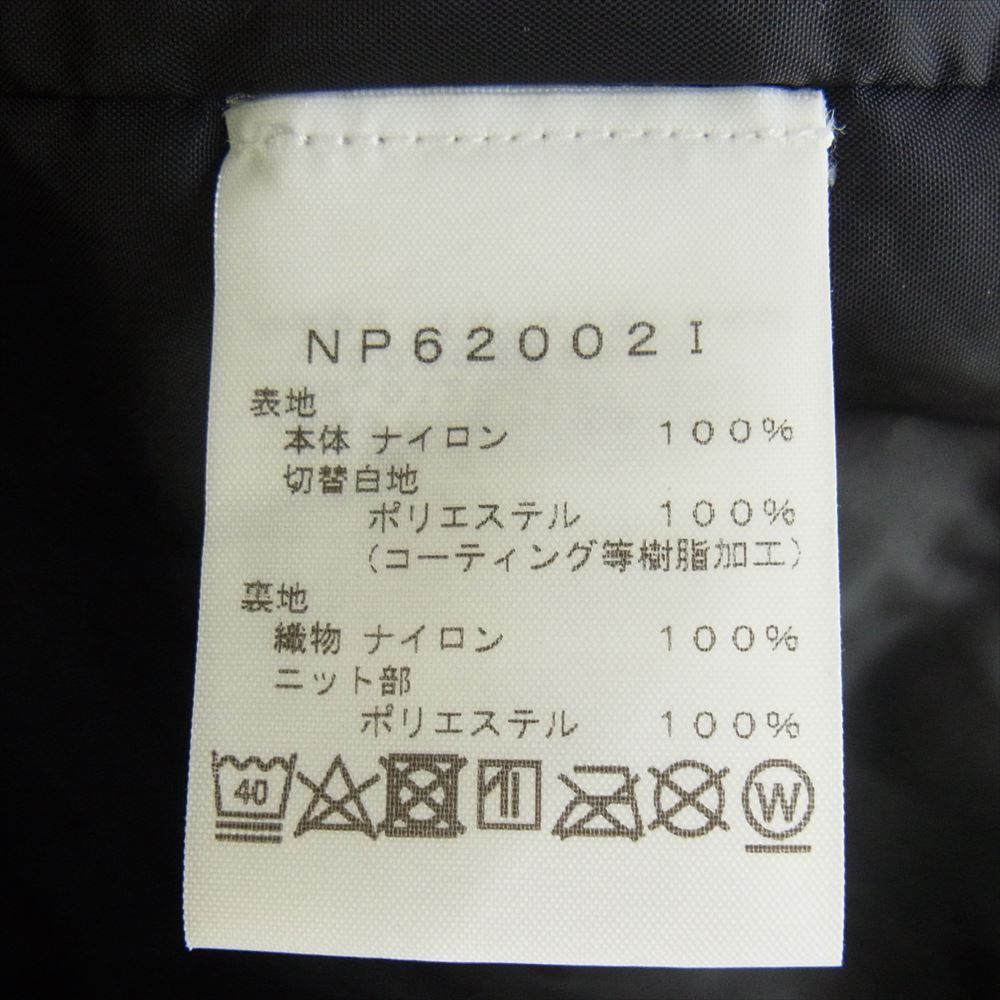 NP62002I
表地
本体 ナイロン 100%
切替白地
ポリエステル 100%
(コーティング等樹脂加工)
裏地
織物 ナイロン 100%
ニット部
ポリエステル 100%
40 W